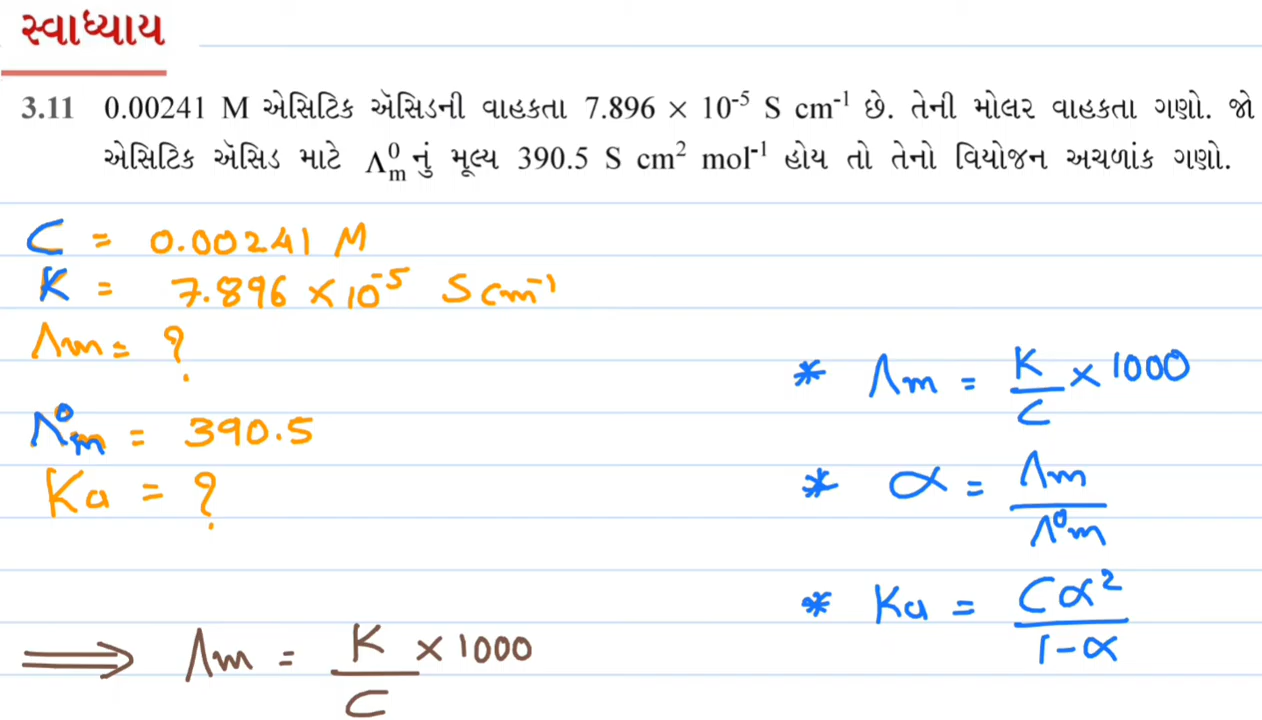 સ્વાધ્યાય
3.11 0.00241 M એસિટિક ઍસિડની વાહકતા 7.896 × 10⁻⁵ S cm⁻¹ છે. તેની મોલર વાહકતા ગણો. જો
એસિટિક ઍસિડ માટે Λ⁰m નું મૂલ્ય 390.5 S cm² mol⁻¹ હોય તો તેનો વિયોજન અચળાંક ગણો.
C = 0.00241 M
K = 7.896 × 10⁻⁵ S cm⁻¹
Λm = ?
Λ⁰m = 390.5
Ka = ?
* Λm = K/C × 1000
* α = Λm/Λ⁰m
* Ka = Cα²/1-α
⟹ Λm = K/C × 1000